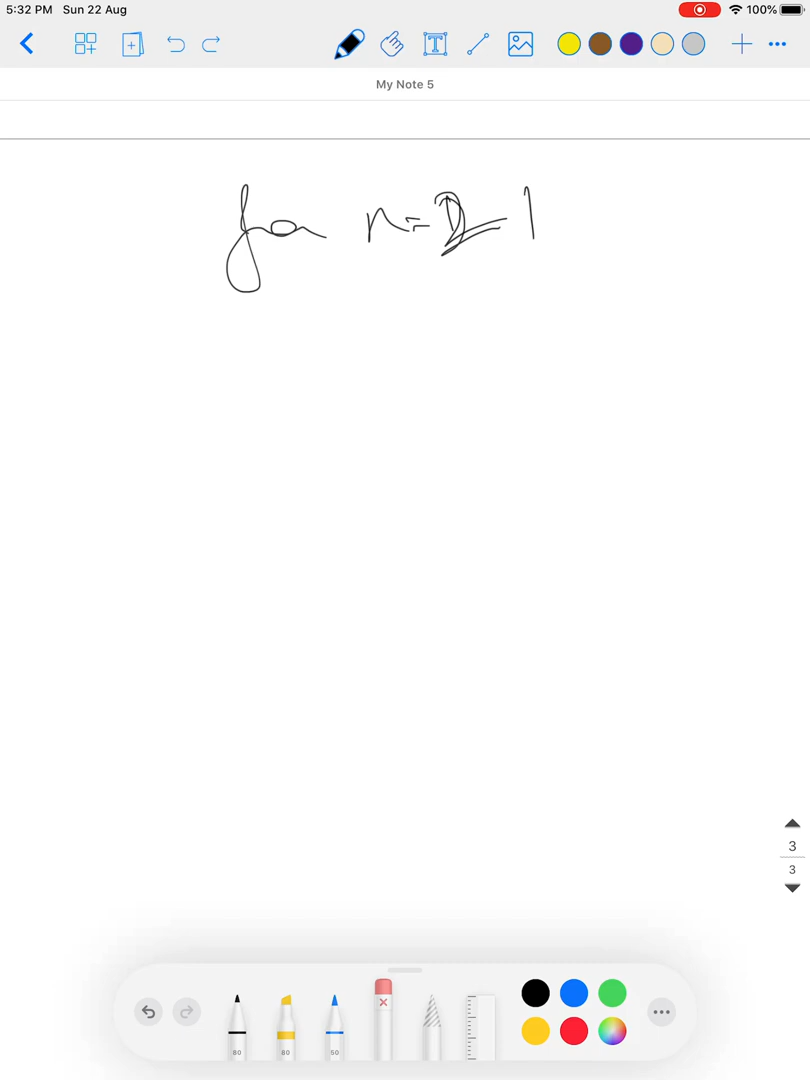 5:32 PM Sun 22 Aug 100%
My Note 5
for n = 1
3
3
80 80 50